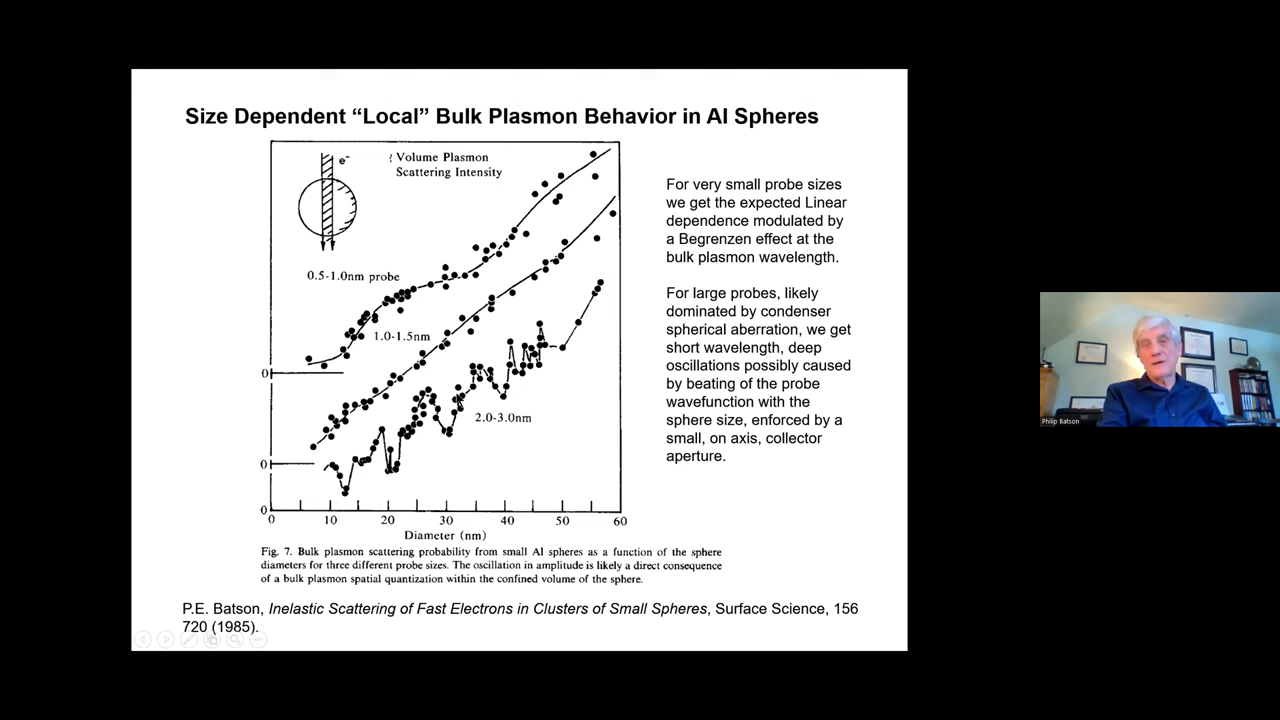 Size Dependent “Local” Bulk Plasmon Behavior in Al Spheres
e⁻
Volume Plasmon
Scattering Intensity
0.5-1.0nm probe
1.0-1.5nm
2.0-3.0nm
0
0
0
0 10 20 30 40 50 60
Diameter (nm)
Fig. 7. Bulk plasmon scattering probability from small Al spheres as a function of the sphere
diameters for three different probe sizes. The oscillation in amplitude is likely a direct consequence
of a bulk plasmon spatial quantization within the confined volume of the sphere.
For very small probe sizes
we get the expected Linear
dependence modulated by
a Begrenzen effect at the
bulk plasmon wavelength.
For large probes, likely
dominated by condenser
spherical aberration, we get
short wavelength, deep
oscillations possibly caused
by beating of the probe
wavefunction with the
sphere size, enforced by a
small, on axis, collector
aperture.
P.E. Batson, Inelastic Scattering of Fast Electrons in Clusters of Small Spheres, Surface Science, 156
720 (1985).
Philip Batson